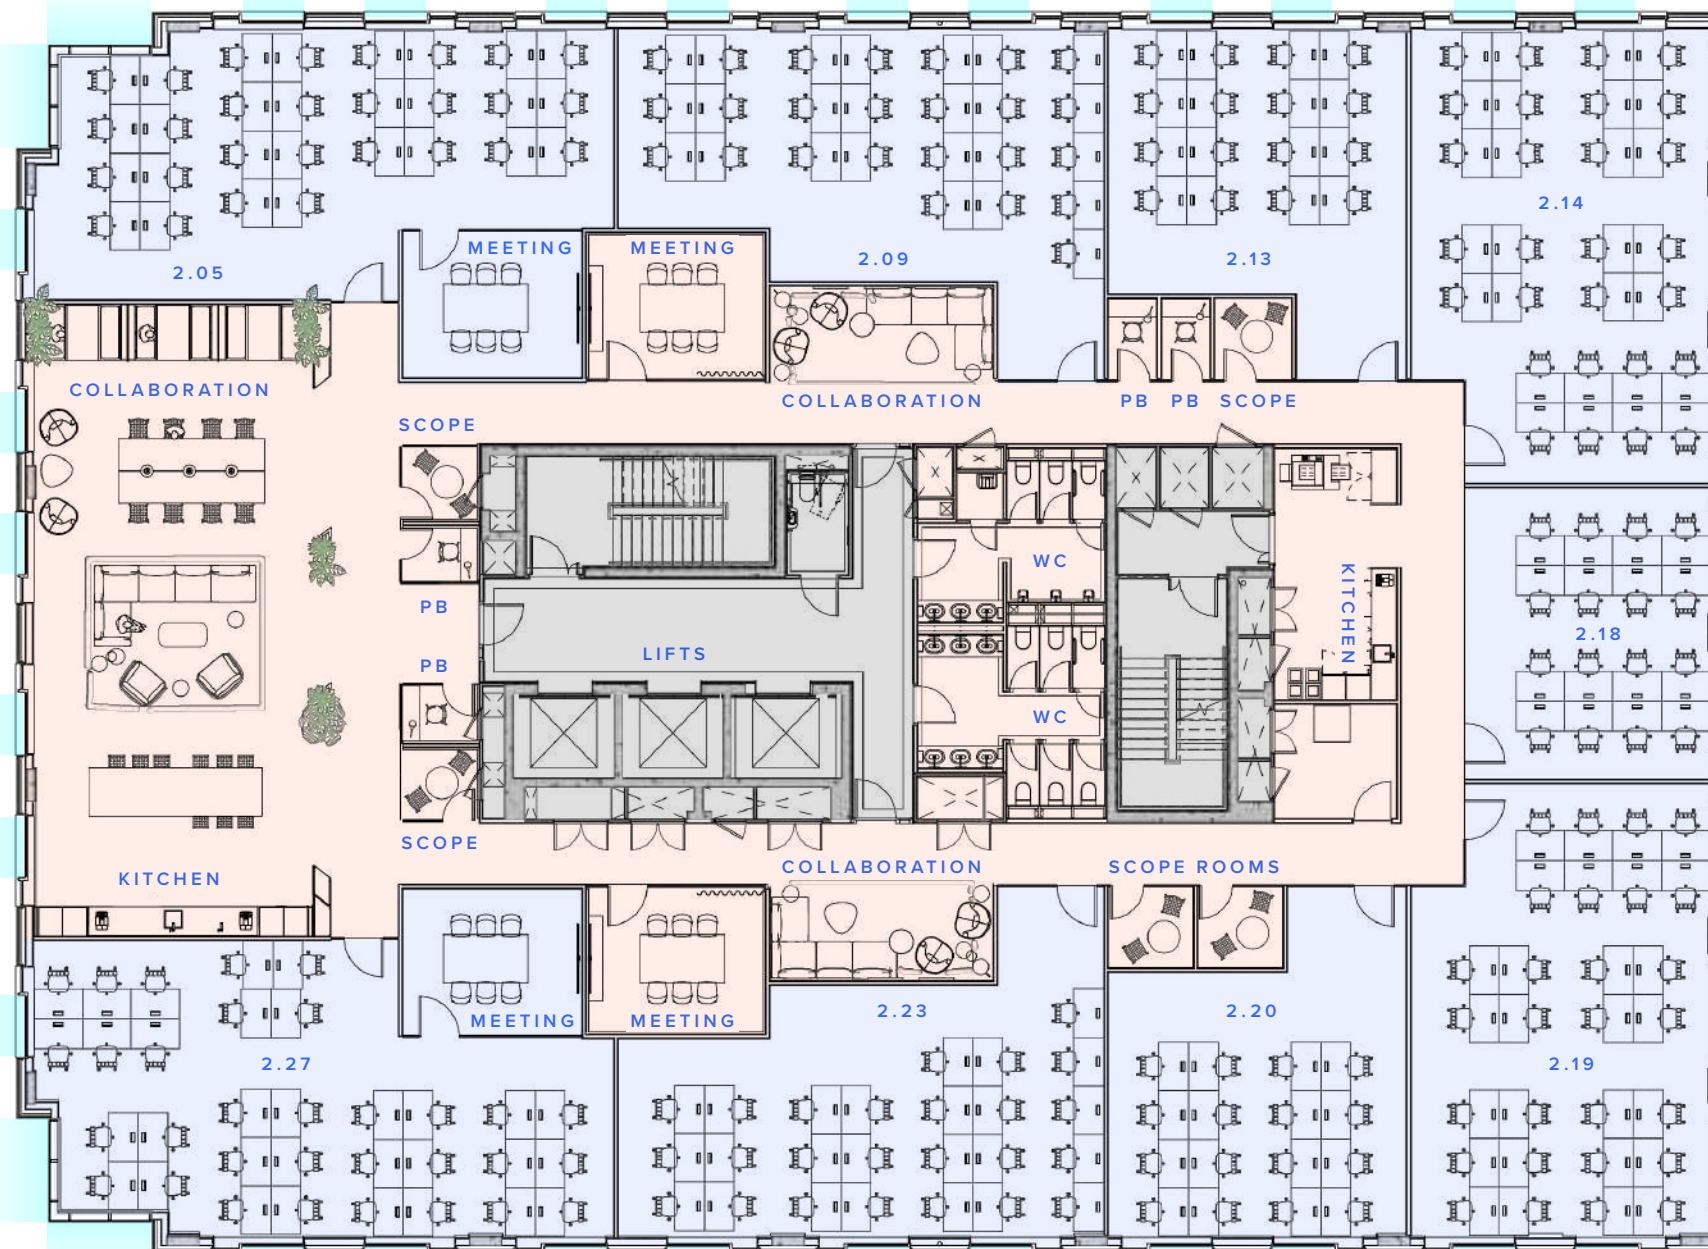 2.14
MEETING
MEETING
2.05
2.09
2.13
COLLABORATION
COLLABORATION
PB
PB
SCOPE
SCOPE
WC
KITCHEN
PB
2.18
LIFTS
PB
WC
SCOPE
COLLABORATION
SCOPE ROOMS
KITCHEN
2.23
2.20
MEETING
MEETING
2.27
2.19